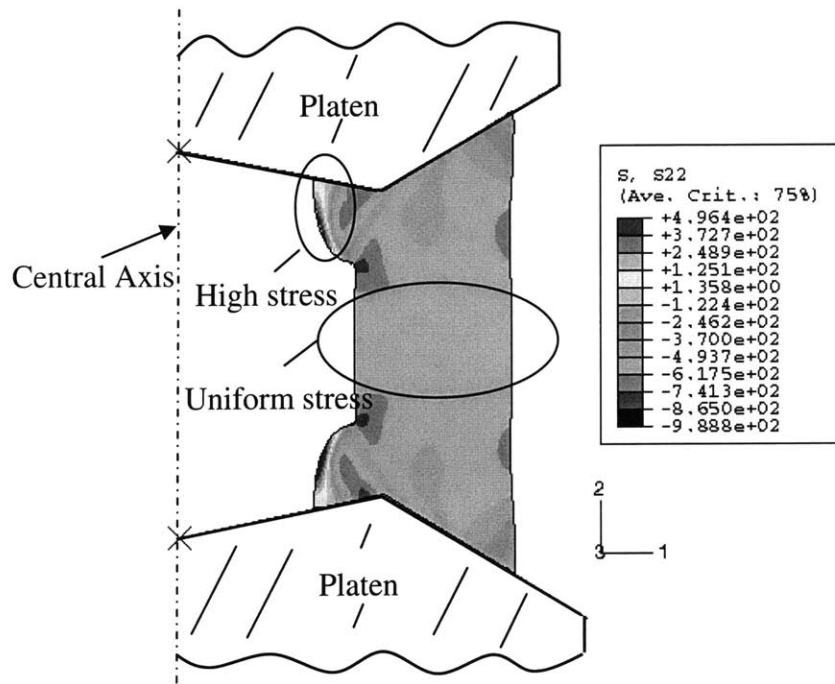 Platen
Central Axis
High stress
Uniform stress
Platen
S, S22
(Ave. Crit.: 75%)
+4.964e+02
+3.727e+02
+2.489e+02
+1.251e+02
+1.358e+00
-1.224e+02
-2.462e+02
-3.700e+02
-4.937e+02
-6.175e+02
-7.413e+02
-8.650e+02
-9.888e+02
2
3
1